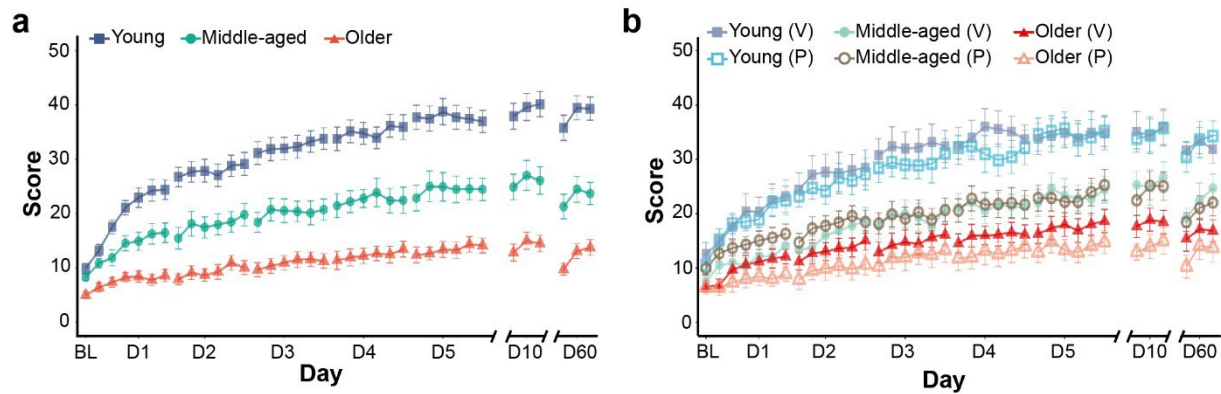 a
Young Middle-aged Older
50
40
30
20
10
0
Score
BL D1 D2 D3 D4 D5 D10 D60
Day
b
Young (V) Middle-aged (V) Older (V)
Young (P) Middle-aged (P) Older (P)
50
40
30
20
10
0
Score
BL D1 D2 D3 D4 D5 D10 D60
Day